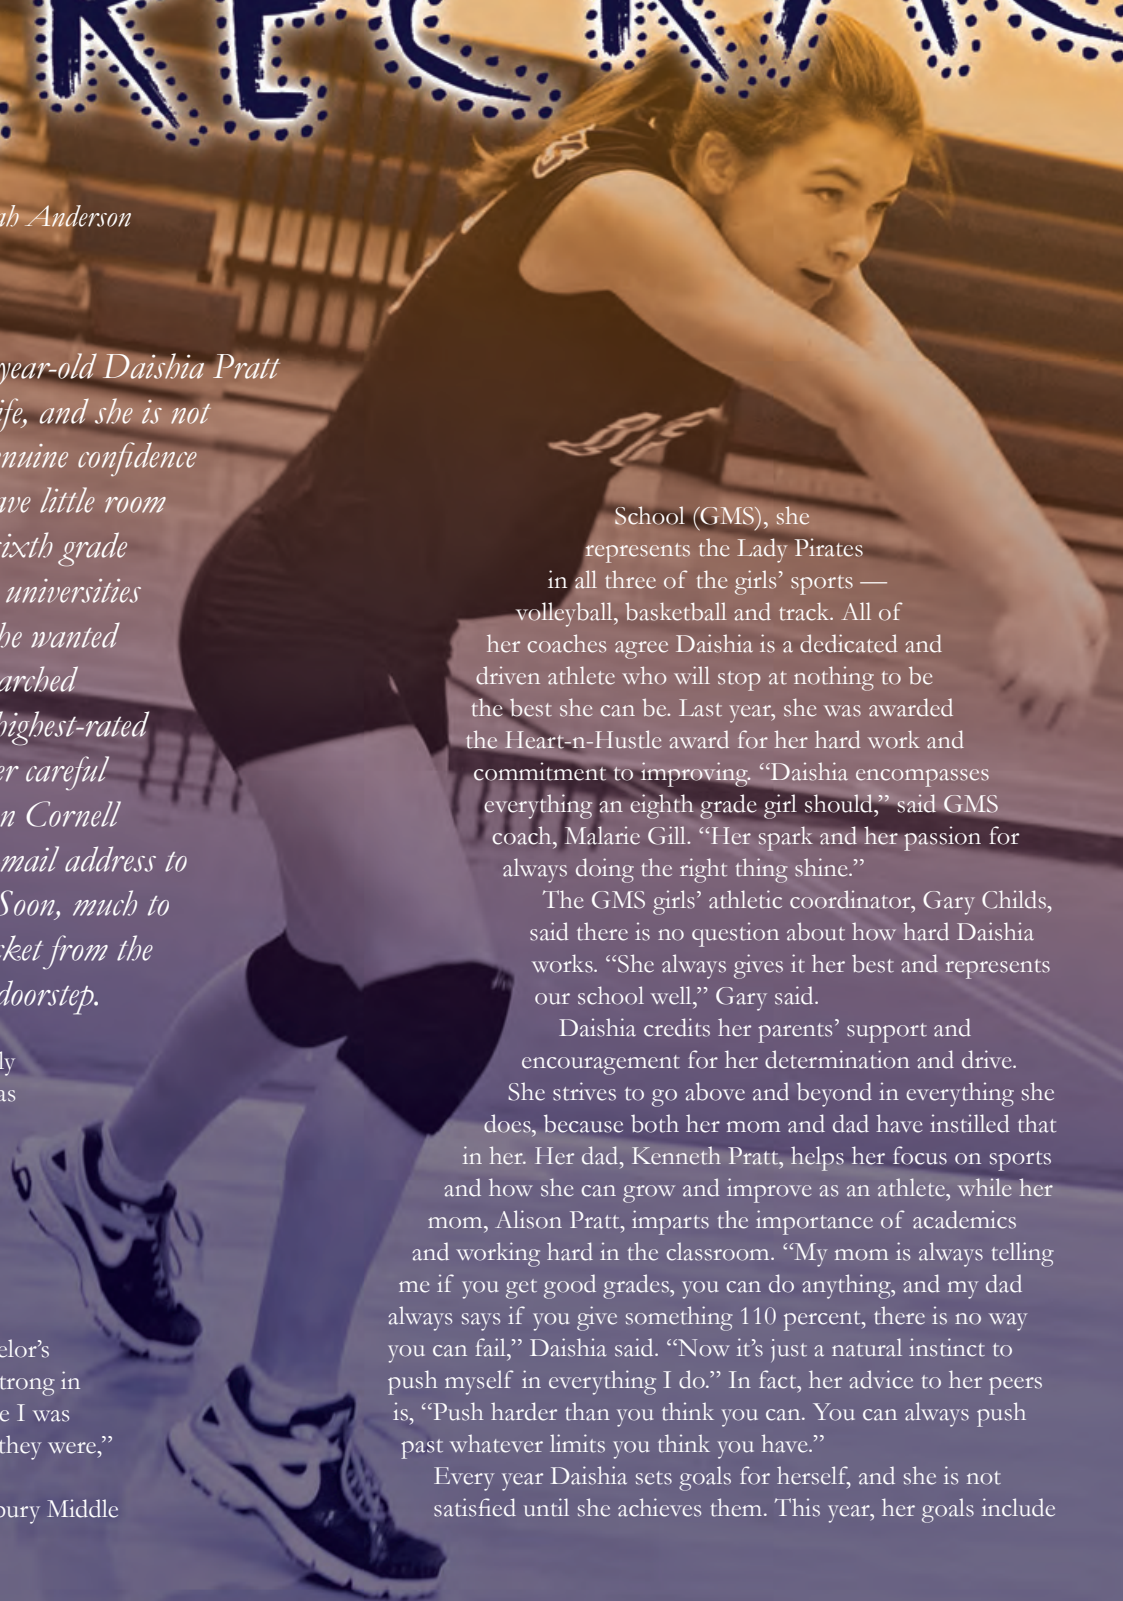 ah Anderson
year-old Daishia Pratt
ife, and she is not
nuine confidence
ave little room
sixth grade
universities
he wanted
arched
highest-rated
er careful
n Cornell
mail address to
Soon, much to
cket from the
doorstep.
ly
as
elor’s
trong in
e I was
they were,”
bury Middle
School (GMS), she
represents the Lady Pirates
in all three of the girls’ sports —
volleyball, basketball and track. All of
her coaches agree Daishia is a dedicated and
driven athlete who will stop at nothing to be
the best she can be. Last year, she was awarded
the Heart-n-Hustle award for her hard work and
commitment to improving. “Daishia encompasses
everything an eighth grade girl should,” said GMS
coach, Malarie Gill. “Her spark and her passion for
always doing the right thing shine.”
The GMS girls’ athletic coordinator, Gary Childs,
said there is no question about how hard Daishia
works. “She always gives it her best and represents
our school well,” Gary said.
Daishia credits her parents’ support and
encouragement for her determination and drive.
She strives to go above and beyond in everything she
does, because both her mom and dad have instilled that
in her. Her dad, Kenneth Pratt, helps her focus on sports
and how she can grow and improve as an athlete, while her
mom, Alison Pratt, imparts the importance of academics
and working hard in the classroom. “My mom is always telling
me if you get good grades, you can do anything, and my dad
always says if you give something 110 percent, there is no way
you can fail,” Daishia said. “Now it’s just a natural instinct to
push myself in everything I do.” In fact, her advice to her peers
is, “Push harder than you think you can. You can always push
past whatever limits you think you have.”
Every year Daishia sets goals for herself, and she is not
satisfied until she achieves them. This year, her goals include